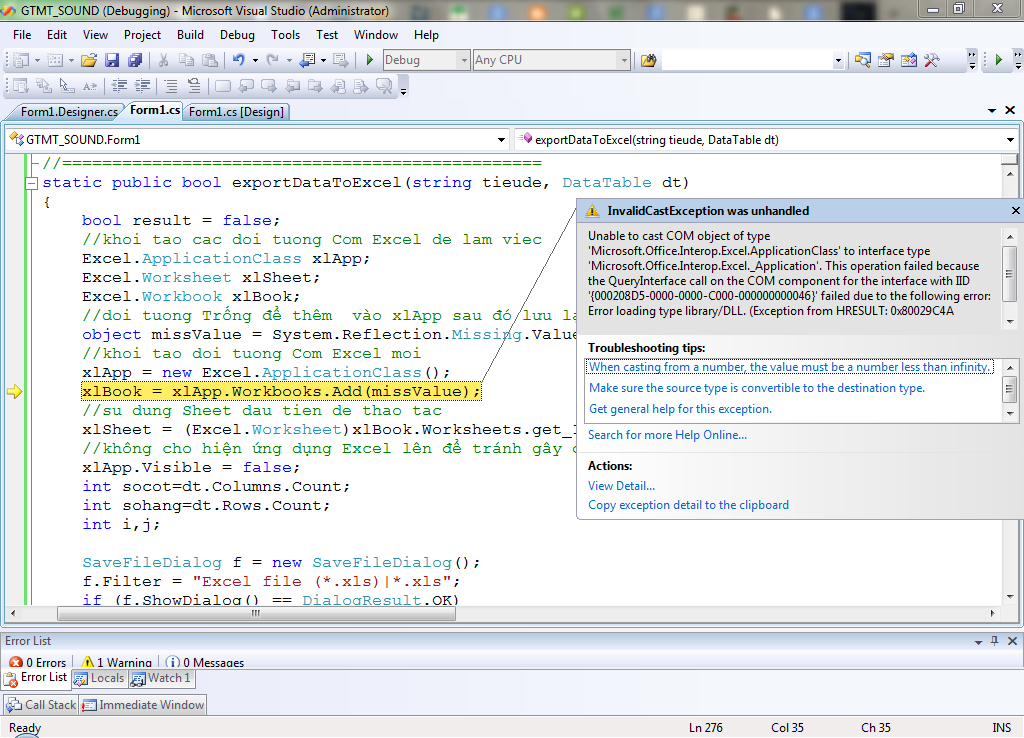 GTMT_SOUND (Debugging) - Microsoft Visual Studio (Administrator)
File Edit View Project Build Debug Tools Test Window Help
Debug Any CPU
Form1.Designer.cs Form1.cs Form1.cs [Design]
GTMT_SOUND.Form1 exportDataToExcel(string tieude, DataTable dt)
//================================================
static public bool exportDataToExcel(string tieude, DataTable dt)
{
bool result = false;
//khoi tao cac doi tuong Com Excel de lam viec
Excel.ApplicationClass xlApp;
Excel.Worksheet xlSheet;
Excel.Workbook xlBook;
//doi tuong Trống để thêm  vào xlApp sau đó lưu la
object missValue = System.Reflection.Missing.Value
//khoi tao doi tuong Com Excel moi
xlApp = new Excel.ApplicationClass();
xlBook = xlApp.Workbooks.Add(missValue);
//su dung Sheet dau tien de thao tac
xlSheet = (Excel.Worksheet)xlBook.Worksheets.get_I
//không cho hiện ứng dụng Excel lên để tránh gây
xlApp.Visible = false;
int socot=dt.Columns.Count;
int sohang=dt.Rows.Count;
int i,j;
SaveFileDialog f = new SaveFileDialog();
f.Filter = "Excel file (*.xls)|*.xls";
if (f.ShowDialog() == DialogResult.OK)
InvalidCastException was unhandled
Unable to cast COM object of type
'Microsoft.Office.Interop.Excel.ApplicationClass' to interface type
'Microsoft.Office.Interop.Excel._Application'. This operation failed because
the QueryInterface call on the COM component for the interface with IID
'{000208D5-0000-0000-C000-000000000046}' failed due to the following error:
Error loading type library/DLL. (Exception from HRESULT: 0x80029C4A
Troubleshooting tips:
When casting from a number, the value must be a number less than infinity.
Make sure the source type is convertible to the destination type.
Get general help for this exception.
Search for more Help Online...
Actions:
View Detail...
Copy exception detail to the clipboard
Error List
0 Errors 1 Warning 0 Messages
Error List Locals Watch 1
Call Stack Immediate Window
Ready Ln 276 Col 35 Ch 35 INS